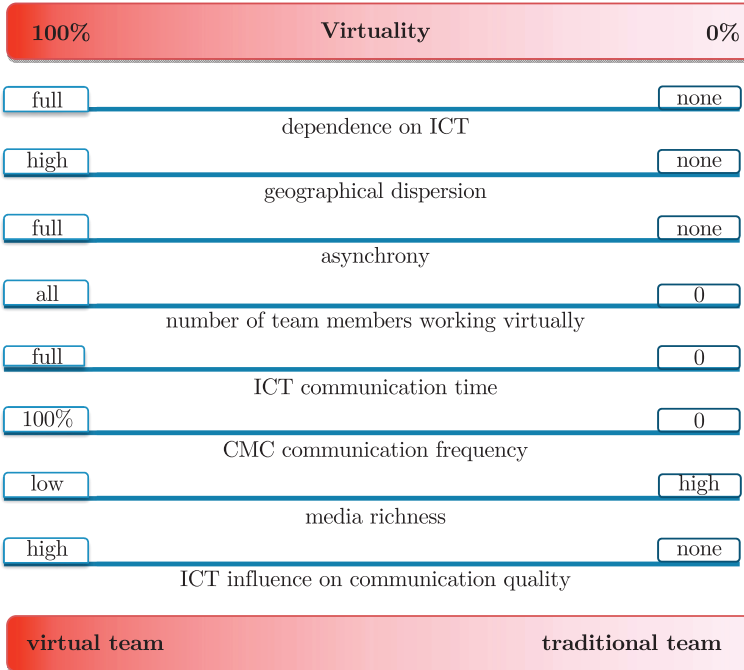 100% Virtuality 0%
full none
dependence on ICT
high none
geographical dispersion
full none
asynchrony
all 0
number of team members working virtually
full 0
ICT communication time
100% 0
CMC communication frequency
low high
media richness
high none
ICT influence on communication quality
virtual team traditional team